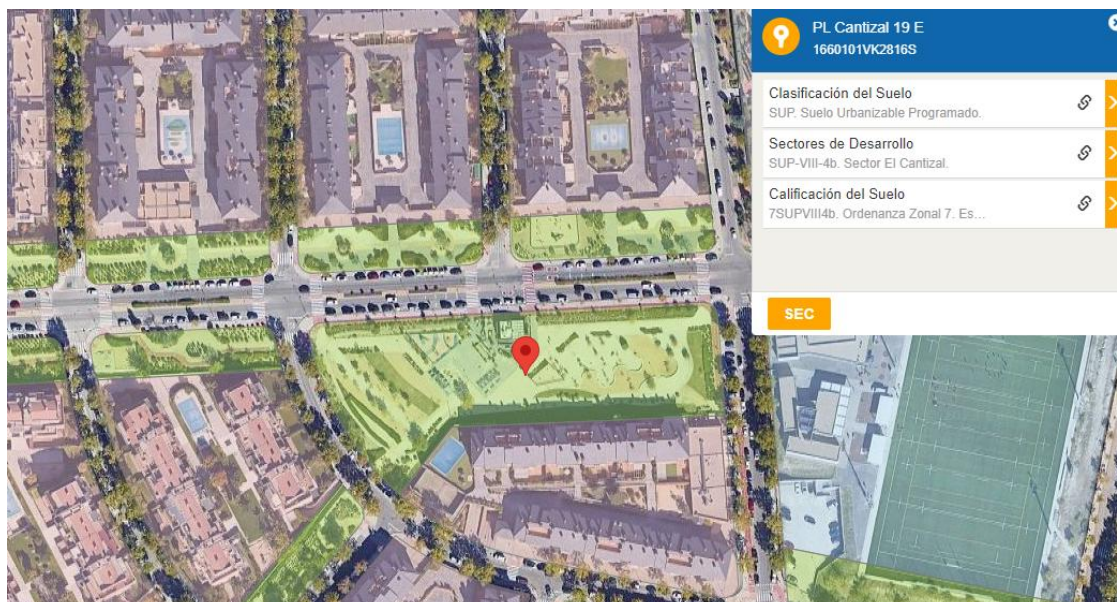 PL Cantizal 19 E
1660101VK2816S
Clasificación del Suelo
SUP. Suelo Urbanizable Programado.
Sectores de Desarrollo
SUP-VIII-4b. Sector El Cantizal.
Calificación del Suelo
7SUPVIII4b. Ordenanza Zonal 7. Es...
SEC